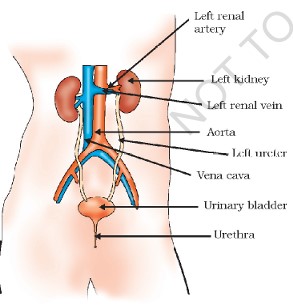 Left renal
artery
Left kidney
Left renal vein
Aorta
Left ureter
Vena cava
Urinary bladder
Urethra
NOT TO